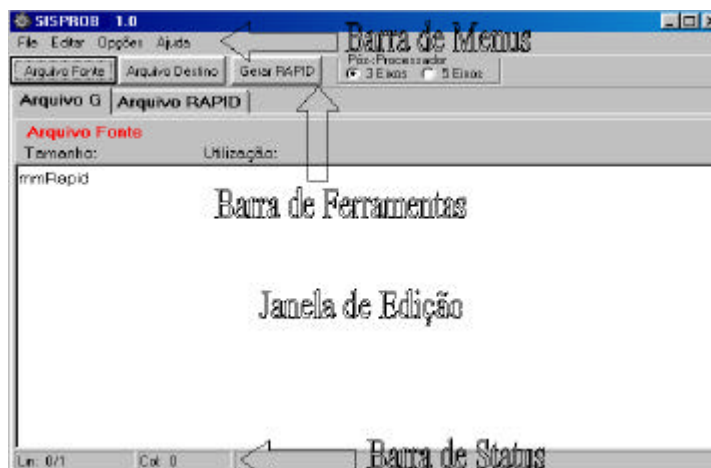 SISPROB 1.0
File Editar Opções Ajuda
Barra de Menus
Arquivo Fonte Arquivo Destino Gerar RAPID
Pós-Processador
3 Eixos 5 Eixos
Arquivo G Arquivo RAPID
Arquivo Fonte
Tamanho: Utilização:
mmRapid
Barra de Ferramentas
Janela de Edição
Lin: 0/1 Col: 0
Barra de Status